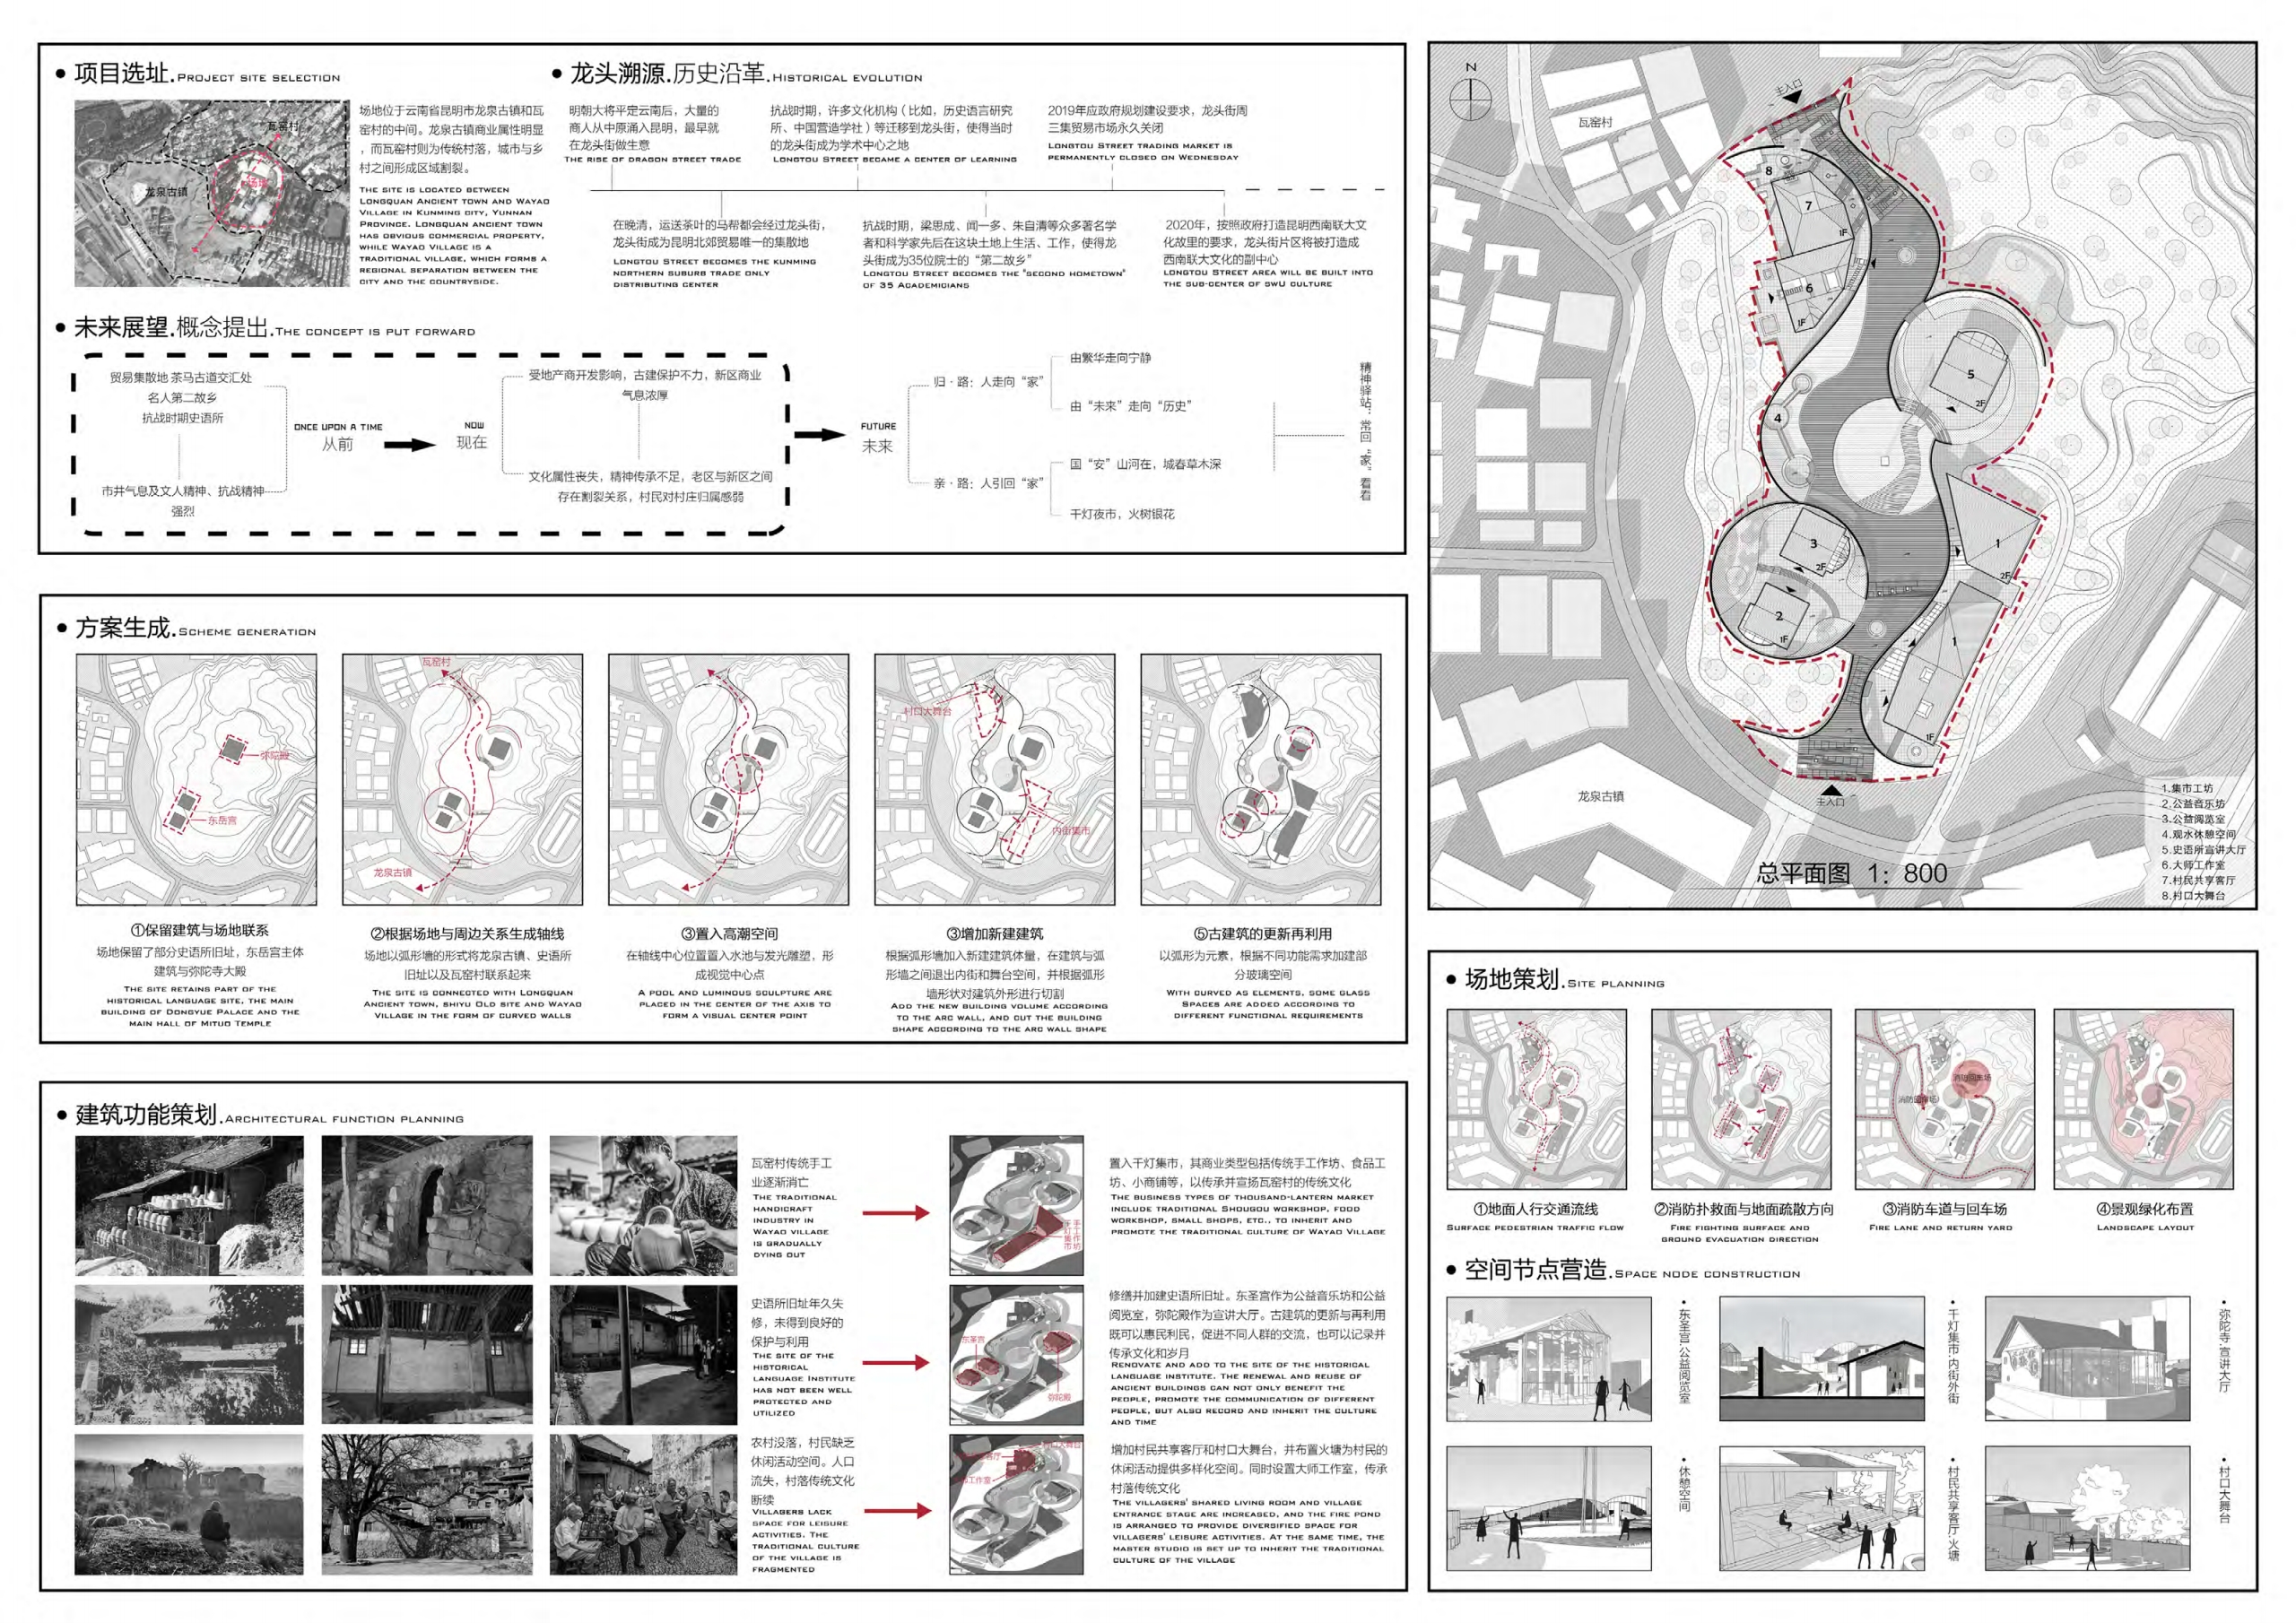 • 项目选址.PROJECT SITE SELECTION
瓦窑村
龙泉古镇
场地
场地位于云南省昆明市龙泉古镇和瓦
窑村的中间。龙泉古镇商业属性明显
，而瓦窑村则为传统村落，城市与乡
村之间形成区域割裂。
THE SITE IS LOCATED BETWEEN
LONGQUAN ANCIENT TOWN AND WAYAO
VILLAGE IN KUNMING CITY, YUNNAN
PROVINCE. LONGQUAN ANCIENT TOWN
HAS OBVIOUS COMMERCIAL PROPERTY,
WHILE WAYAO VILLAGE IS A
TRADITIONAL VILLAGE, WHICH FORMS A
REGIONAL SEPARATION BETWEEN THE
CITY AND THE COUNTRYSIDE.
• 龙头溯源.历史沿革.HISTORICAL EVOLUTION
明朝大将平定云南后，大量的
商人从中原涌入昆明，最早就
在龙头街做生意
THE RISE OF DRAGON STREET TRADE
抗战时期，许多文化机构（比如，历史语言研究
所、中国营造学社）等迁移到龙头街，使得当时
的龙头街成为学术中心之地
LONGTOU STREET BECAME A CENTER OF LEARNING
2019年应政府规划建设要求，龙头街周
三集贸易市场永久关闭
LONGTOU STREET TRADING MARKET IS
PERMANENTLY CLOSED ON WEDNESDAY
在晚清，运送茶叶的马帮都会经过龙头街，
龙头街成为昆明北郊贸易唯一的集散地
LONGTOU STREET BECOMES THE KUNMING
NORTHERN SUBURB TRADE ONLY
DISTRIBUTING CENTER
抗战时期，梁思成、闻一多、朱自清等众多著名学
者和科学家先后在这块土地上生活、工作，使得龙
头街成为35位院士的“第二故乡”
LONGTOU STREET BECOMES THE "SECOND HOMETOWN"
OF 35 ACADEMICIANS
2020年，按照政府打造昆明西南联大文
化故里的要求，龙头街片区将被打造成
西南联大文化的副中心
LONGTOU STREET AREA WILL BE BUILT INTO
THE SUB-CENTER OF SWU CULTURE
• 未来展望.概念提出.THE CONCEPT IS PUT FORWARD
贸易集散地 茶马古道交汇处
名人第二故乡
抗战时期史语所
市井气息及文人精神、抗战精神
强烈
ONCE UPON A TIME
从前
NOW
现在
受地产商开发影响，古建保护不力，新区商业
气息浓厚
文化属性丧失，精神传承不足，老区与新区之间
存在割裂关系，村民对村庄归属感弱
FUTURE
未来
归·路：人走向“家”
由繁华走向宁静
由“未来”走向“历史”
亲·路：人引回“家”
国“安”山河在，城春草木深
千灯夜市，火树银花
精神驿站：常回“家”看看
• 方案生成.SCHEME GENERATION
弥陀殿
东岳宫
瓦窑村
龙泉古镇
村口大舞台
内街集市
①保留建筑与场地联系
场地保留了部分史语所旧址，东岳宫主体
建筑与弥陀寺大殿
THE SITE RETAINS PART OF THE
HISTORICAL LANGUAGE SITE, THE MAIN
BUILDING OF DONGYUE PALACE AND THE
MAIN HALL OF MITUO TEMPLE
②根据场地与周边关系生成轴线
场地以弧形墙的形式将龙泉古镇、史语所
旧址以及瓦窑村联系起来
THE SITE IS CONNECTED WITH LONGQUAN
ANCIENT TOWN, SHIYU OLD SITE AND WAYAO
VILLAGE IN THE FORM OF CURVED WALLS
③置入高潮空间
在轴线中心位置置入水池与发光雕塑，形
成视觉中心点
A POOL AND LUMINOUS SCULPTURE ARE
PLACED IN THE CENTER OF THE AXIS TO
FORM A VISUAL CENTER POINT
③增加新建建筑
根据弧形墙加入新建建筑体量，在建筑与弧
形墙之间退出内街和舞台空间，并根据弧形
墙形状对建筑外形进行切割
ADD THE NEW BUILDING VOLUME ACCORDING
TO THE ARC WALL, AND CUT THE BUILDING
SHAPE ACCORDING TO THE ARC WALL SHAPE
⑤古建筑的更新再利用
以弧形为元素，根据不同功能需求加建部
分玻璃空间
WITH CURVED AS ELEMENTS, SOME GLASS
SPACES ARE ADDED ACCORDING TO
DIFFERENT FUNCTIONAL REQUIREMENTS
• 建筑功能策划.ARCHITECTURAL FUNCTION PLANNING
瓦窑村传统手工
业逐渐消亡
THE TRADITIONAL
HANDICRAFT
INDUSTRY IN
WAYAO VILLAGE
IS GRADUALLY
DYING OUT
手工作坊
千灯集市
置入千灯集市，其商业类型包括传统手工作坊、食品工
坊、小商铺等，以传承并宣扬瓦窑村的传统文化
THE BUSINESS TYPES OF THOUSAND-LANTERN MARKET
INCLUDE TRADITIONAL SHOUGOU WORKSHOP, FOOD
WORKSHOP, SMALL SHOPS, ETC., TO INHERIT AND
PROMOTE THE TRADITIONAL CULTURE OF WAYAO VILLAGE
史语所旧址年久失
修，未得到良好的
保护与利用
THE SITE OF THE
HISTORICAL
LANGUAGE INSTITUTE
HAS NOT BEEN WELL
PROTECTED AND
UTILIZED
东圣宫
弥陀殿
修缮并加建史语所旧址。东圣宫作为公益音乐坊和公益
阅览室，弥陀殿作为宣讲大厅。古建筑的更新与再利用
既可以惠民利民，促进不同人群的交流，也可以记录并
传承文化和岁月
RENOVATE AND ADD TO THE SITE OF THE HISTORICAL
LANGUAGE INSTITUTE. THE RENEWAL AND REUSE OF
ANCIENT BUILDINGS CAN NOT ONLY BENEFIT THE
PEOPLE, PROMOTE THE COMMUNICATION OF DIFFERENT
PEOPLE, BUT ALSO RECORD AND INHERIT THE CULTURE
AND TIME
农村没落，村民缺乏
休闲活动空间。人口
流失，村落传统文化
断续
VILLAGERS LACK
SPACE FOR LEISURE
ACTIVITIES. THE
TRADITIONAL CULTURE
OF THE VILLAGE IS
FRAGMENTED
增加村民共享客厅和村口大舞台，并布置火塘为村民的
休闲活动提供多样化空间。同时设置大师工作室，传承
村落传统文化
THE VILLAGERS' SHARED LIVING ROOM AND VILLAGE
ENTRANCE STAGE ARE INCREASED, AND THE FIRE POND
IS ARRANGED TO PROVIDE DIVERSIFIED SPACE FOR
VILLAGERS' LEISURE ACTIVITIES. AT THE SAME TIME, THE
MASTER STUDIO IS SET UP TO INHERIT THE TRADITIONAL
CULTURE OF THE VILLAGE
N
主入口
瓦窑村
8
7
1F
6
1F
5
2F
4
3
2F
1
2F
2
1F
1
1F
龙泉古镇
主入口
1.集市工坊
2.公益音乐坊
3.公益阅览室
4.观水休憩空间
5.史语所宣讲大厅
6.大师工作室
7.村民共享客厅
8.村口大舞台
总平面图 1：800
• 场地策划.SITE PLANNING
消防回车场
消防回车场
①地面人行交通流线
SURFACE PEDESTRIAN TRAFFIC FLOW
②消防扑救面与地面疏散方向
FIRE FIGHTING SURFACE AND
GROUND EVACUATION DIRECTION
③消防车道与回车场
FIRE LANE AND RETURN YARD
④景观绿化布置
LANDSCAPE LAYOUT
• 空间节点营造.SPACE NODE CONSTRUCTION
• 东圣宫·公益阅览室
• 千灯集市·内街外街
• 弥陀寺·宣讲大厅
• 休憩空间
• 村民共享客厅·火塘
• 村口大舞台